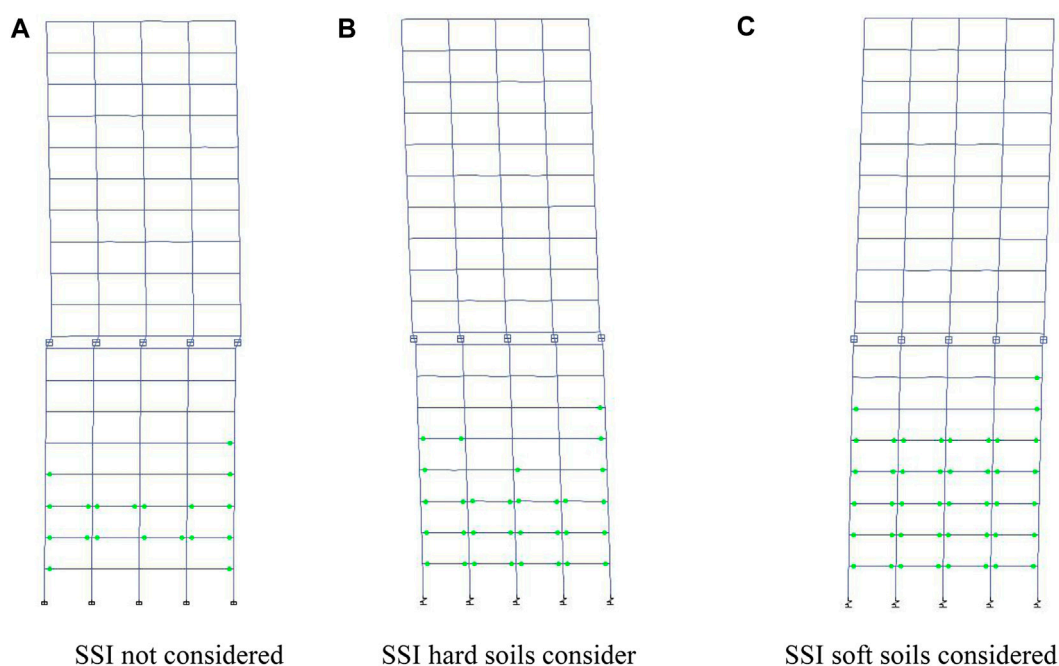 A
B
C
SSI not considered
SSI hard soils consider
SSI soft soils considered